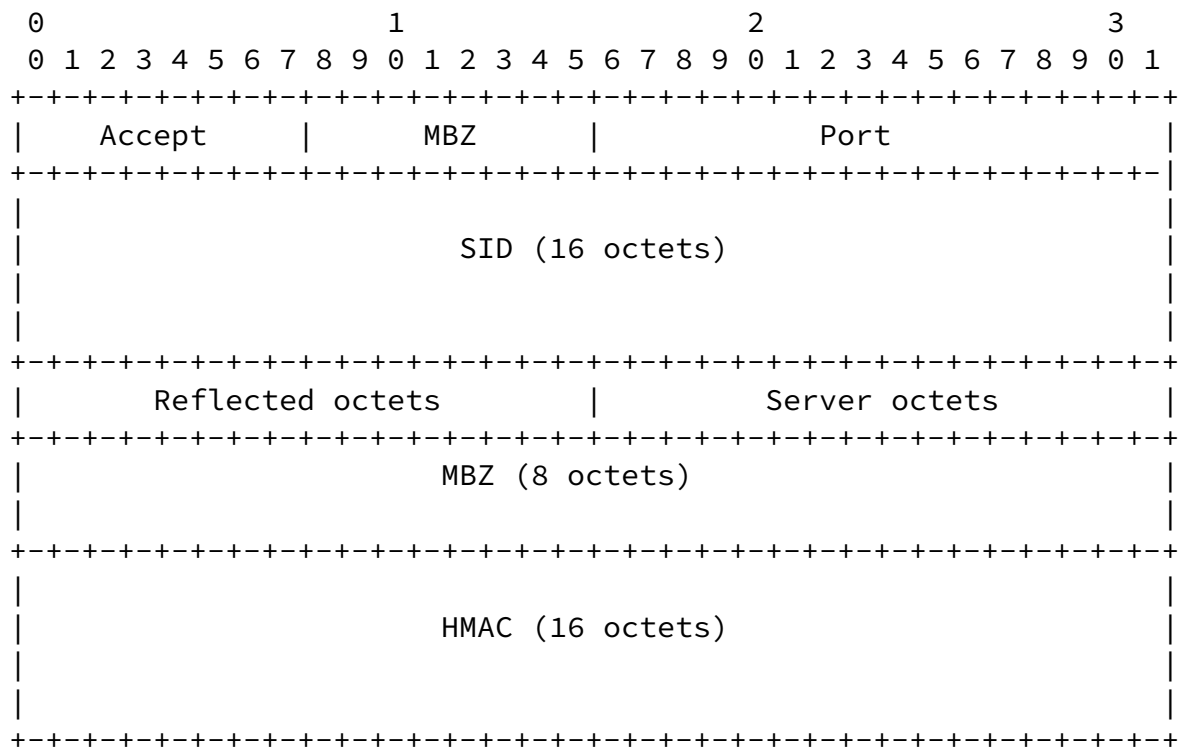 0                   1                   2                   3
0 1 2 3 4 5 6 7 8 9 0 1 2 3 4 5 6 7 8 9 0 1 2 3 4 5 6 7 8 9 0 1
+-+-+-+-+-+-+-+-+-+-+-+-+-+-+-+-+-+-+-+-+-+-+-+-+-+-+-+-+-+-+-+-+
|    Accept     |      MBZ      |            Port               |
+-+-+-+-+-+-+-+-+-+-+-+-+-+-+-+-+-+-+-+-+-+-+-+-+-+-+-+-+-+-+-+-|
|                                                               |
|                        SID (16 octets)                        |
|                                                               |
|                                                               |
+-+-+-+-+-+-+-+-+-+-+-+-+-+-+-+-+-+-+-+-+-+-+-+-+-+-+-+-+-+-+-+-+
|       Reflected octets        |         Server octets         |
+-+-+-+-+-+-+-+-+-+-+-+-+-+-+-+-+-+-+-+-+-+-+-+-+-+-+-+-+-+-+-+-+
|                       MBZ (8 octets)                          |
|                                                               |
+-+-+-+-+-+-+-+-+-+-+-+-+-+-+-+-+-+-+-+-+-+-+-+-+-+-+-+-+-+-+-+-+
|                                                               |
|                       HMAC (16 octets)                        |
|                                                               |
|                                                               |
+-+-+-+-+-+-+-+-+-+-+-+-+-+-+-+-+-+-+-+-+-+-+-+-+-+-+-+-+-+-+-+-+